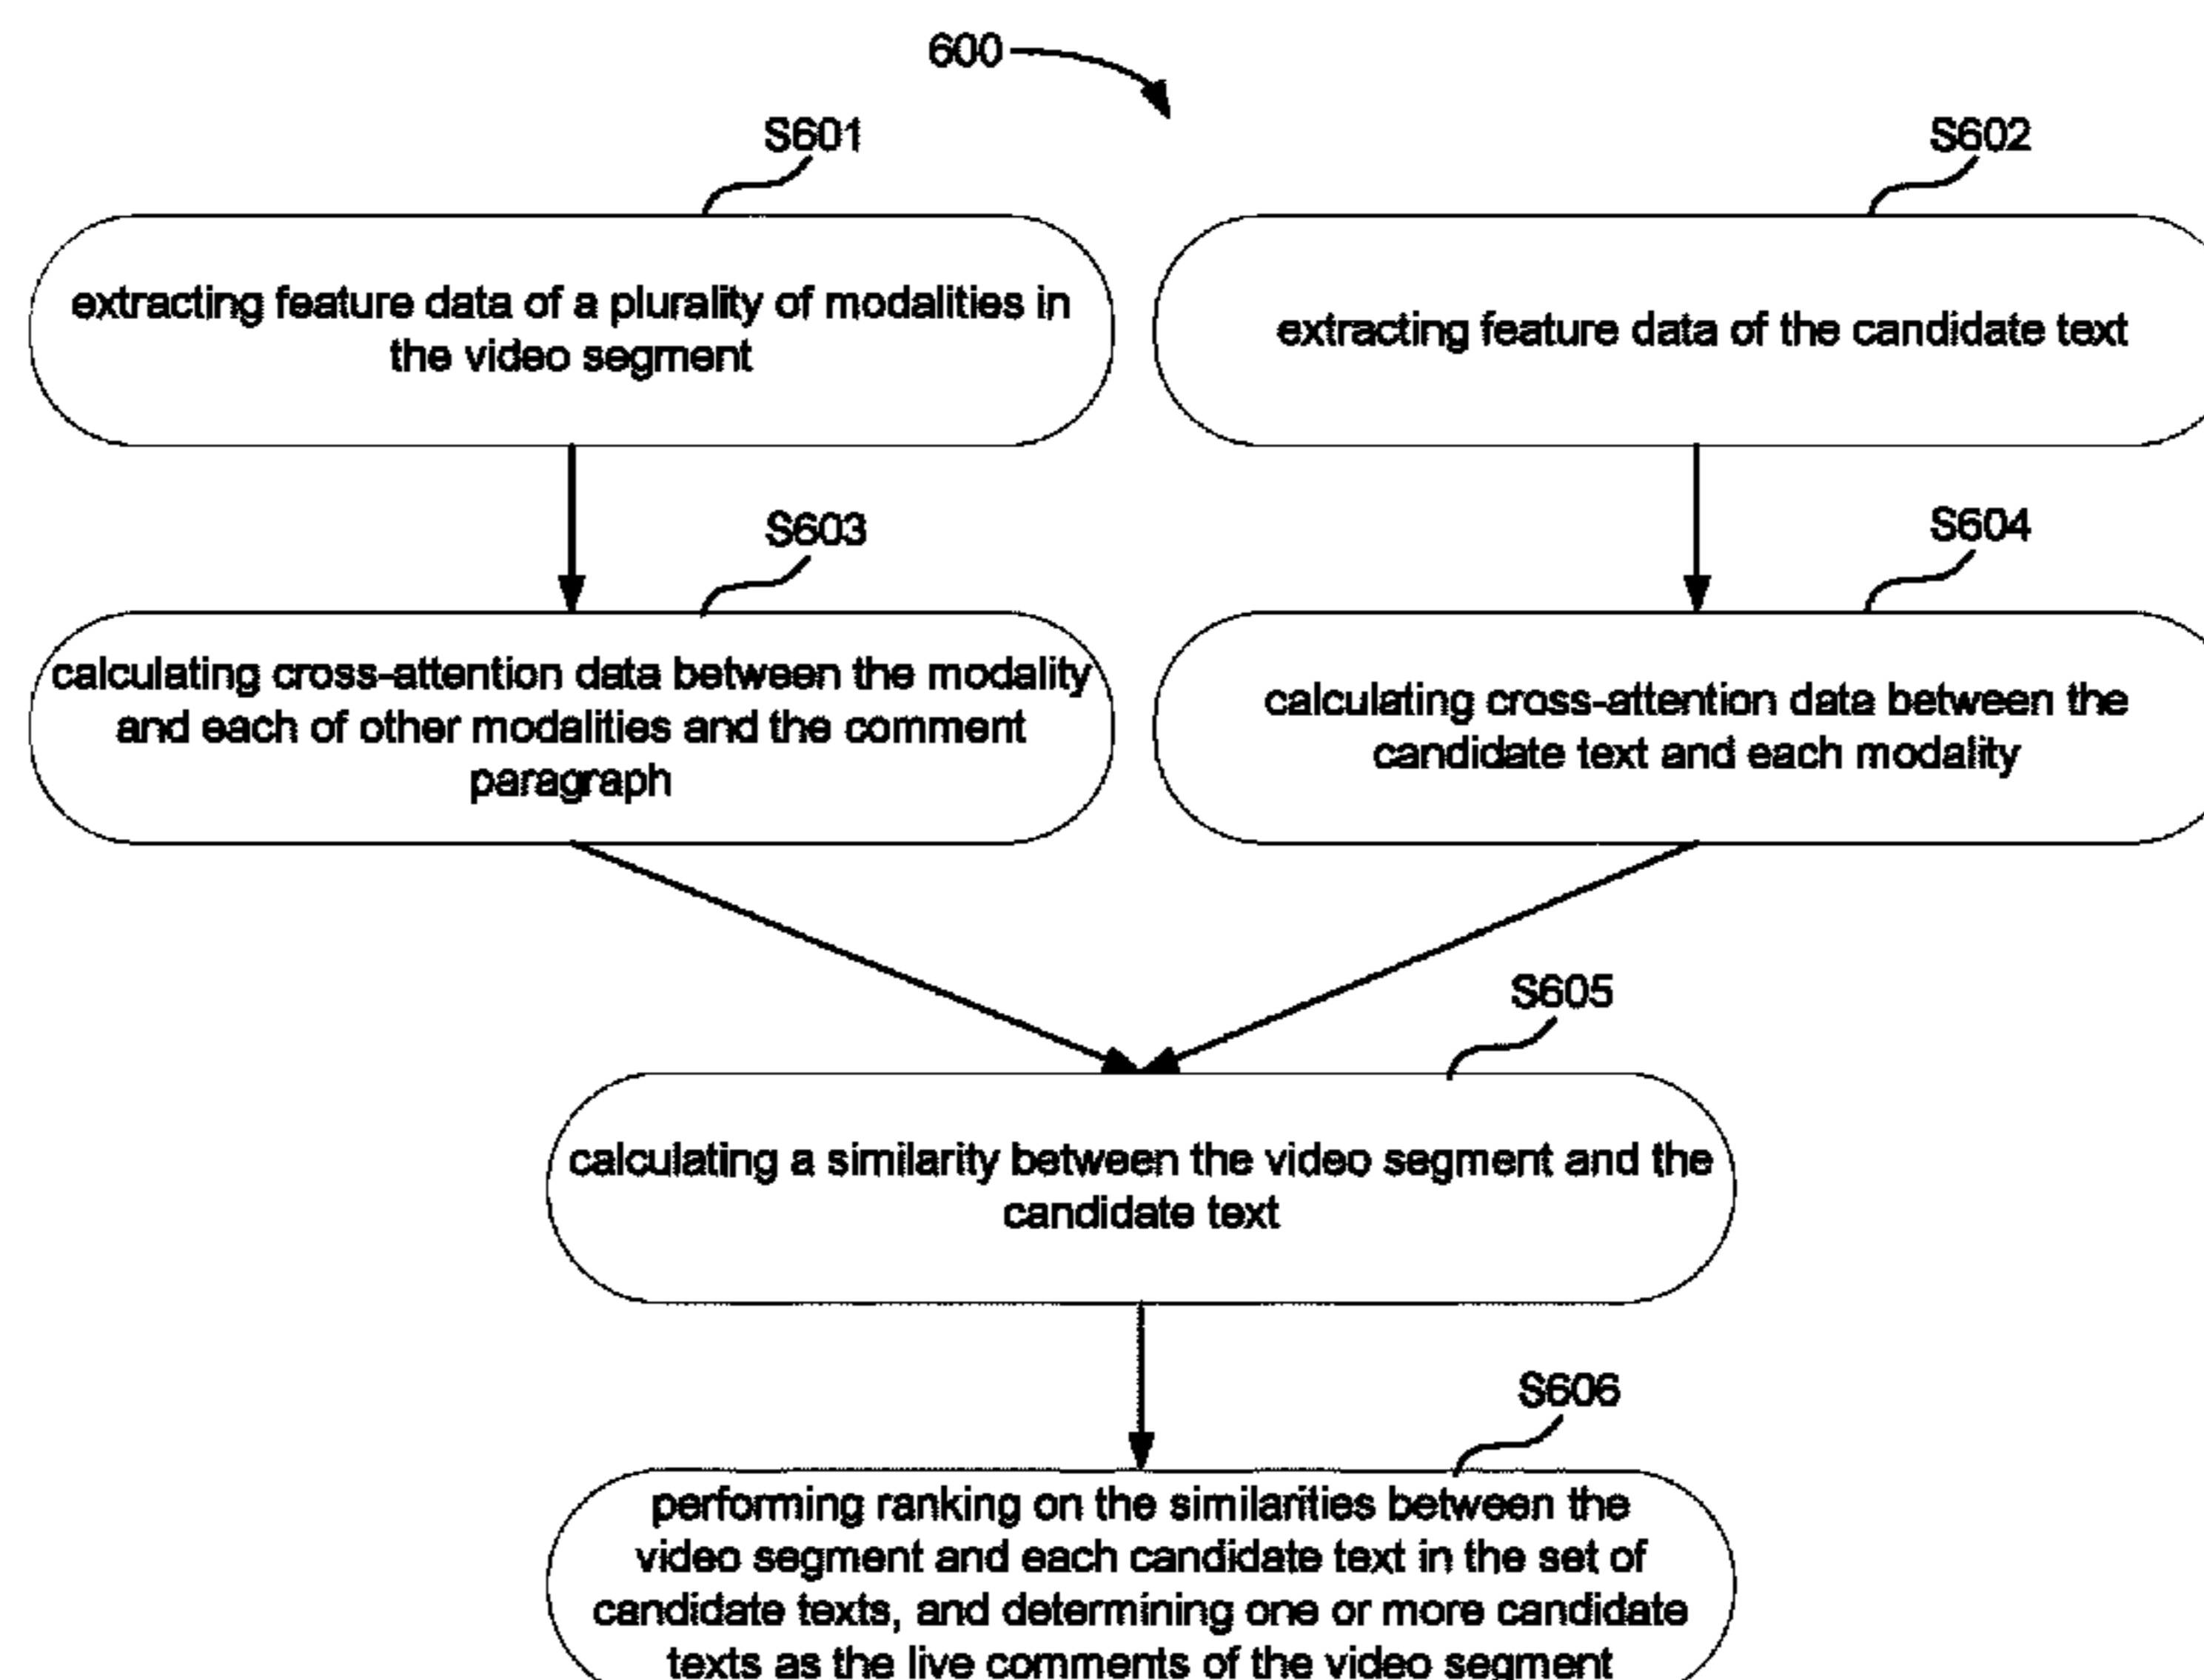 600
S601
S602
extracting feature data of a plurality of modalities in
the video segment
extracting feature data of the candidate text
S603
S604
calculating cross-attention data between the modality
and each of other modalities and the comment
paragraph
calculating cross-attention data between the
candidate text and each modality
S605
calculating a similarity between the video segment and the
candidate text
S606
performing ranking on the similarities between the
video segment and each candidate text in the set of
candidate texts, and determining one or more candidate
texts as the live comments of the video segment